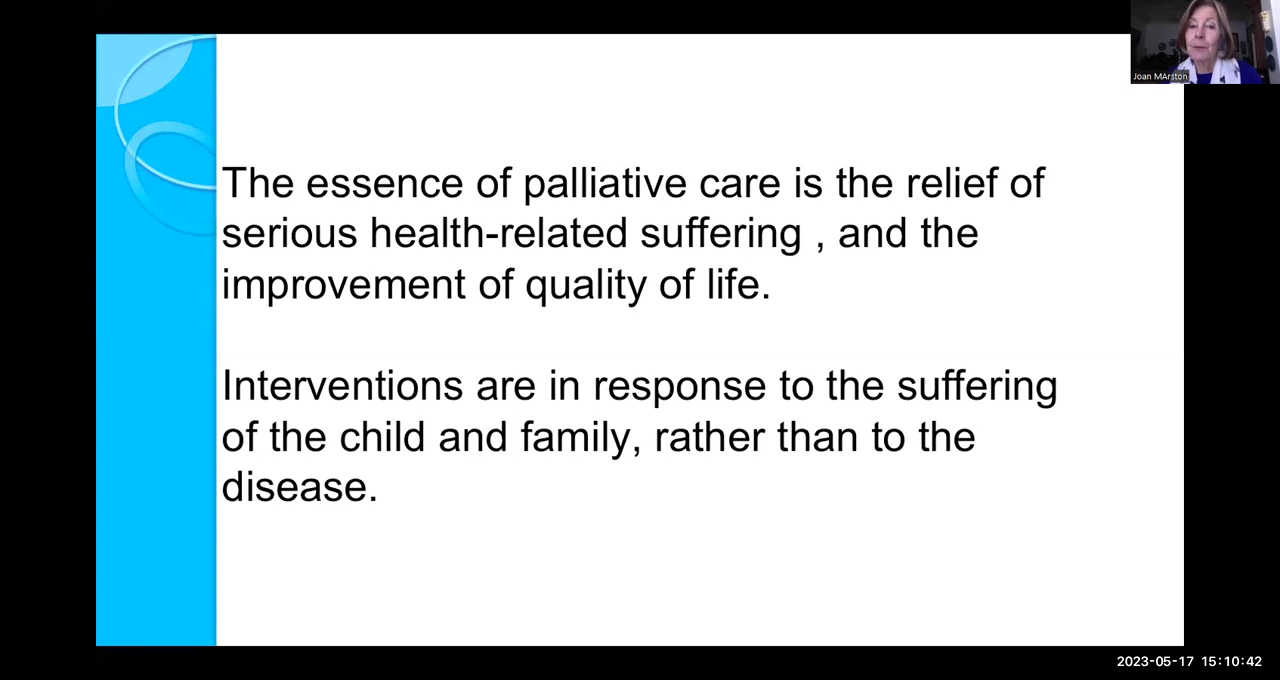 Joan MArston
The essence of palliative care is the relief of
serious health-related suffering , and the
improvement of quality of life.
Interventions are in response to the suffering
of the child and family, rather than to the
disease.
2023-05-17 15:10:42